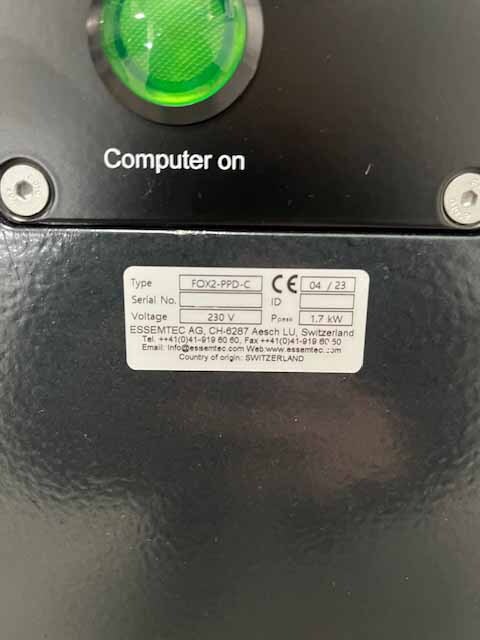 Computer on
Type FOX2-PPD-C CE 04 / 23
Serial No. ID
Voltage 230 V Ppeak 1.7 kW
ESSEMTEC AG, CH-6287 Aesch LU, Switzerland
Tel. ++41(0)41-919 60 60, Fax ++41(0)41-919 60 50
Email: info@essemtec.com Web:www.essemtec.com
Country of origin: SWITZERLAND